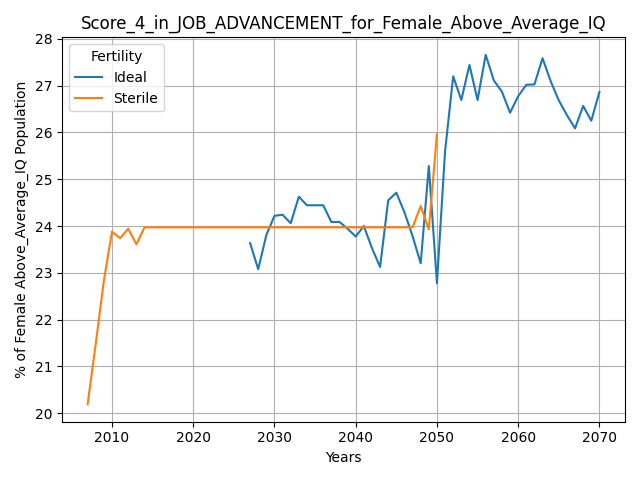 Score_4_in_JOB_ADVANCEMENT_for_Female_Above_Average_IQ
Fertility
Ideal
Sterile
% of Female Above_Average_IQ Population
28
27
26
25
24
23
22
21
20
2010 2020 2030 2040 2050 2060 2070
Years